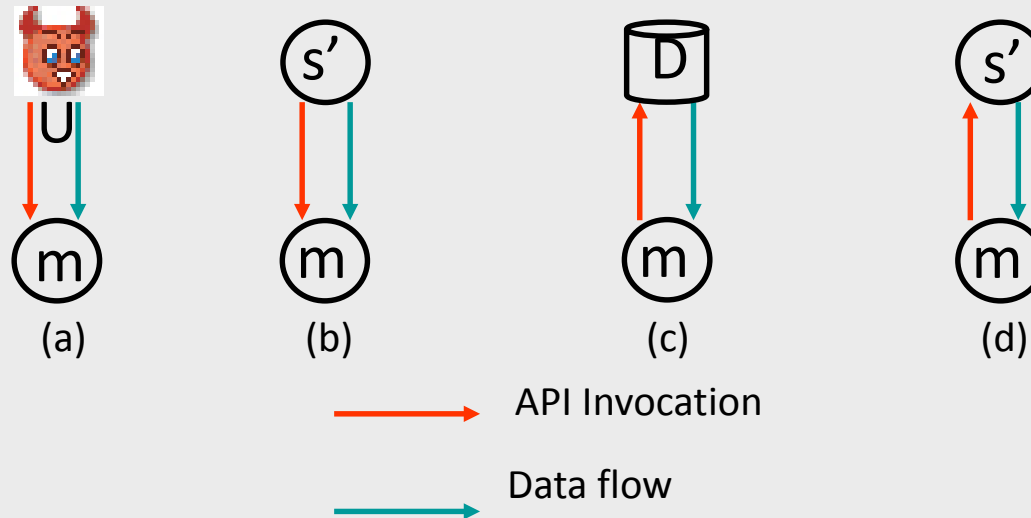 s’ D s’
U
m m m m
(a) (b) (c) (d)
API Invocation
Data flow